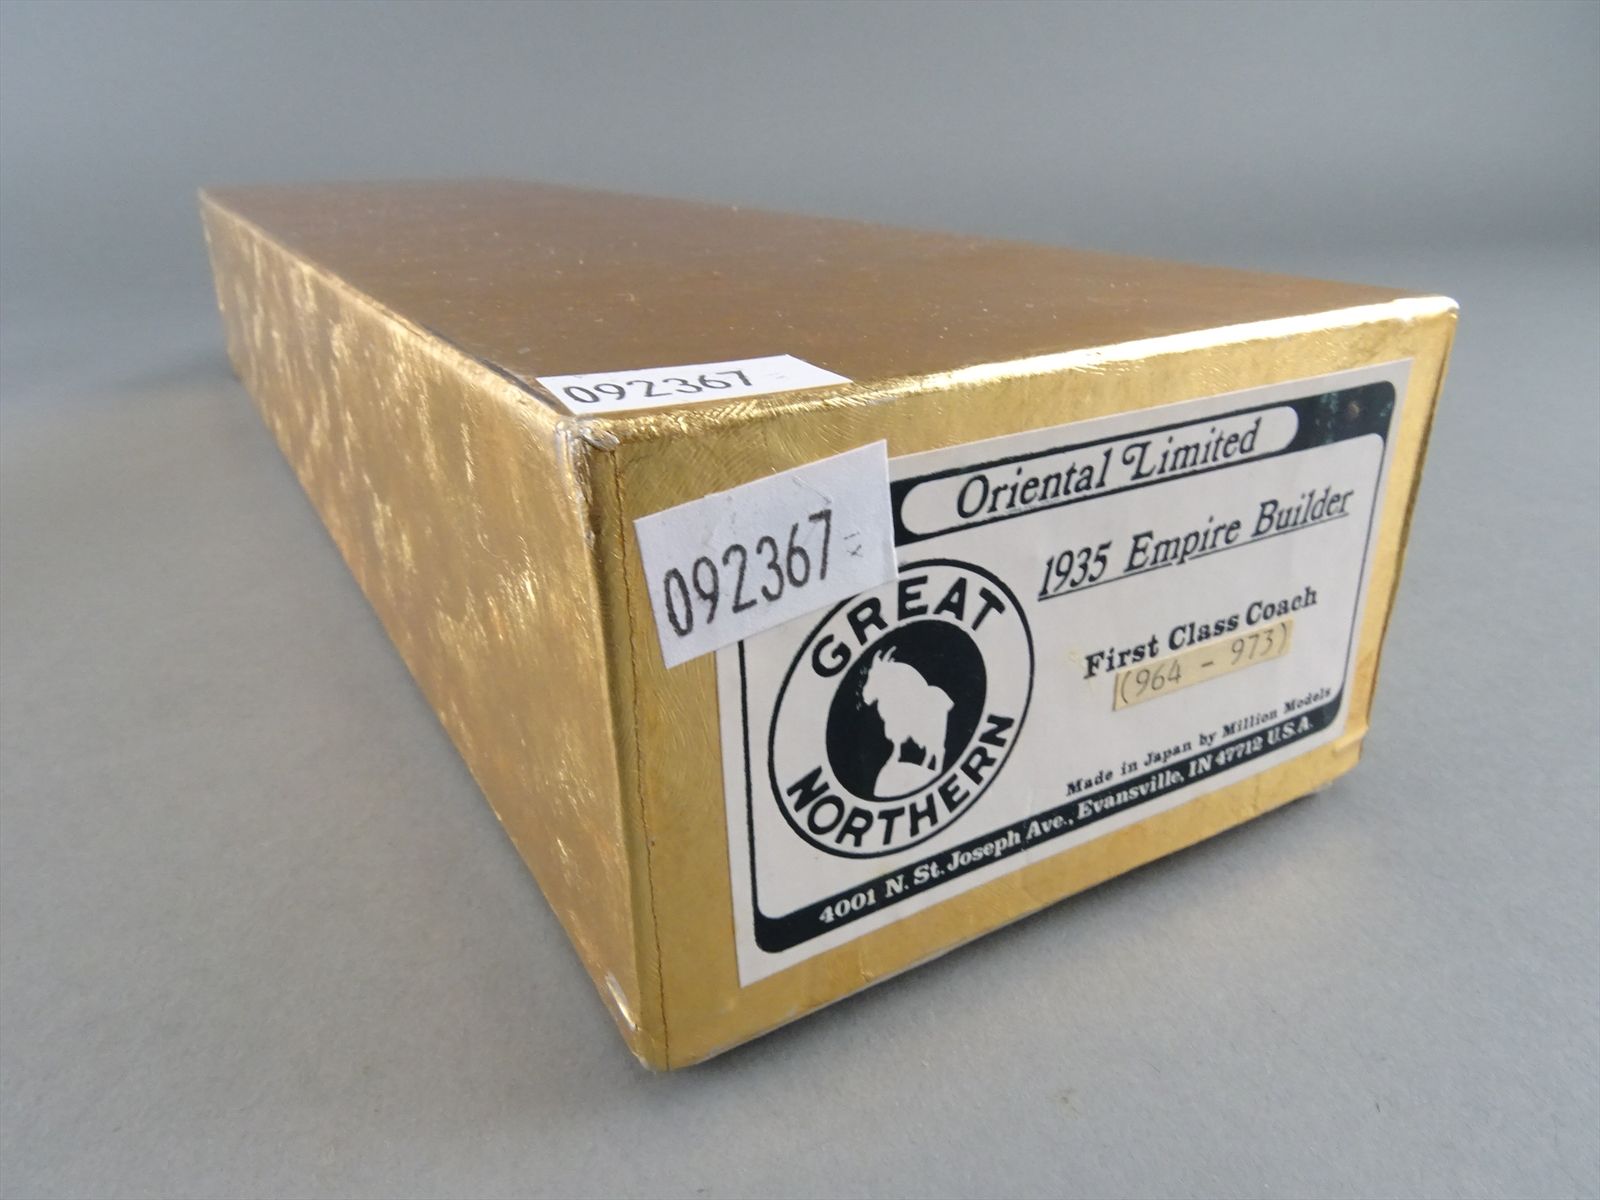 092367
092367
Oriental Limited
1935 Empire Builder
First Class Coach
(964 - 973)
GREAT
NORTHERN
Made in Japan by Million Models
4001 N. St. Joseph Ave., Evansville, IN 47712 U.S.A.